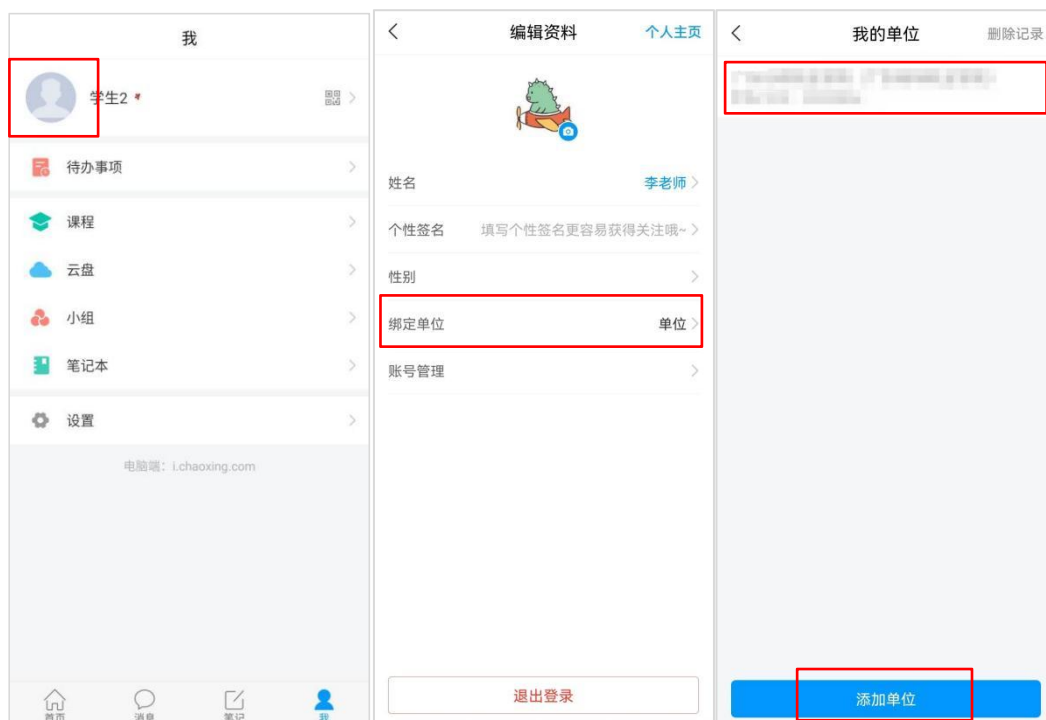 我
学生2
待办事项
课程
云盘
小组
笔记本
设置
电脑端：i.chaoxing.com
首页
消息
笔记
我
编辑资料
个人主页
姓名
李老师
个性签名
填写个性签名更容易获得关注哦~
性别
绑定单位
单位
账号管理
退出登录
我的单位
删除记录
添加单位